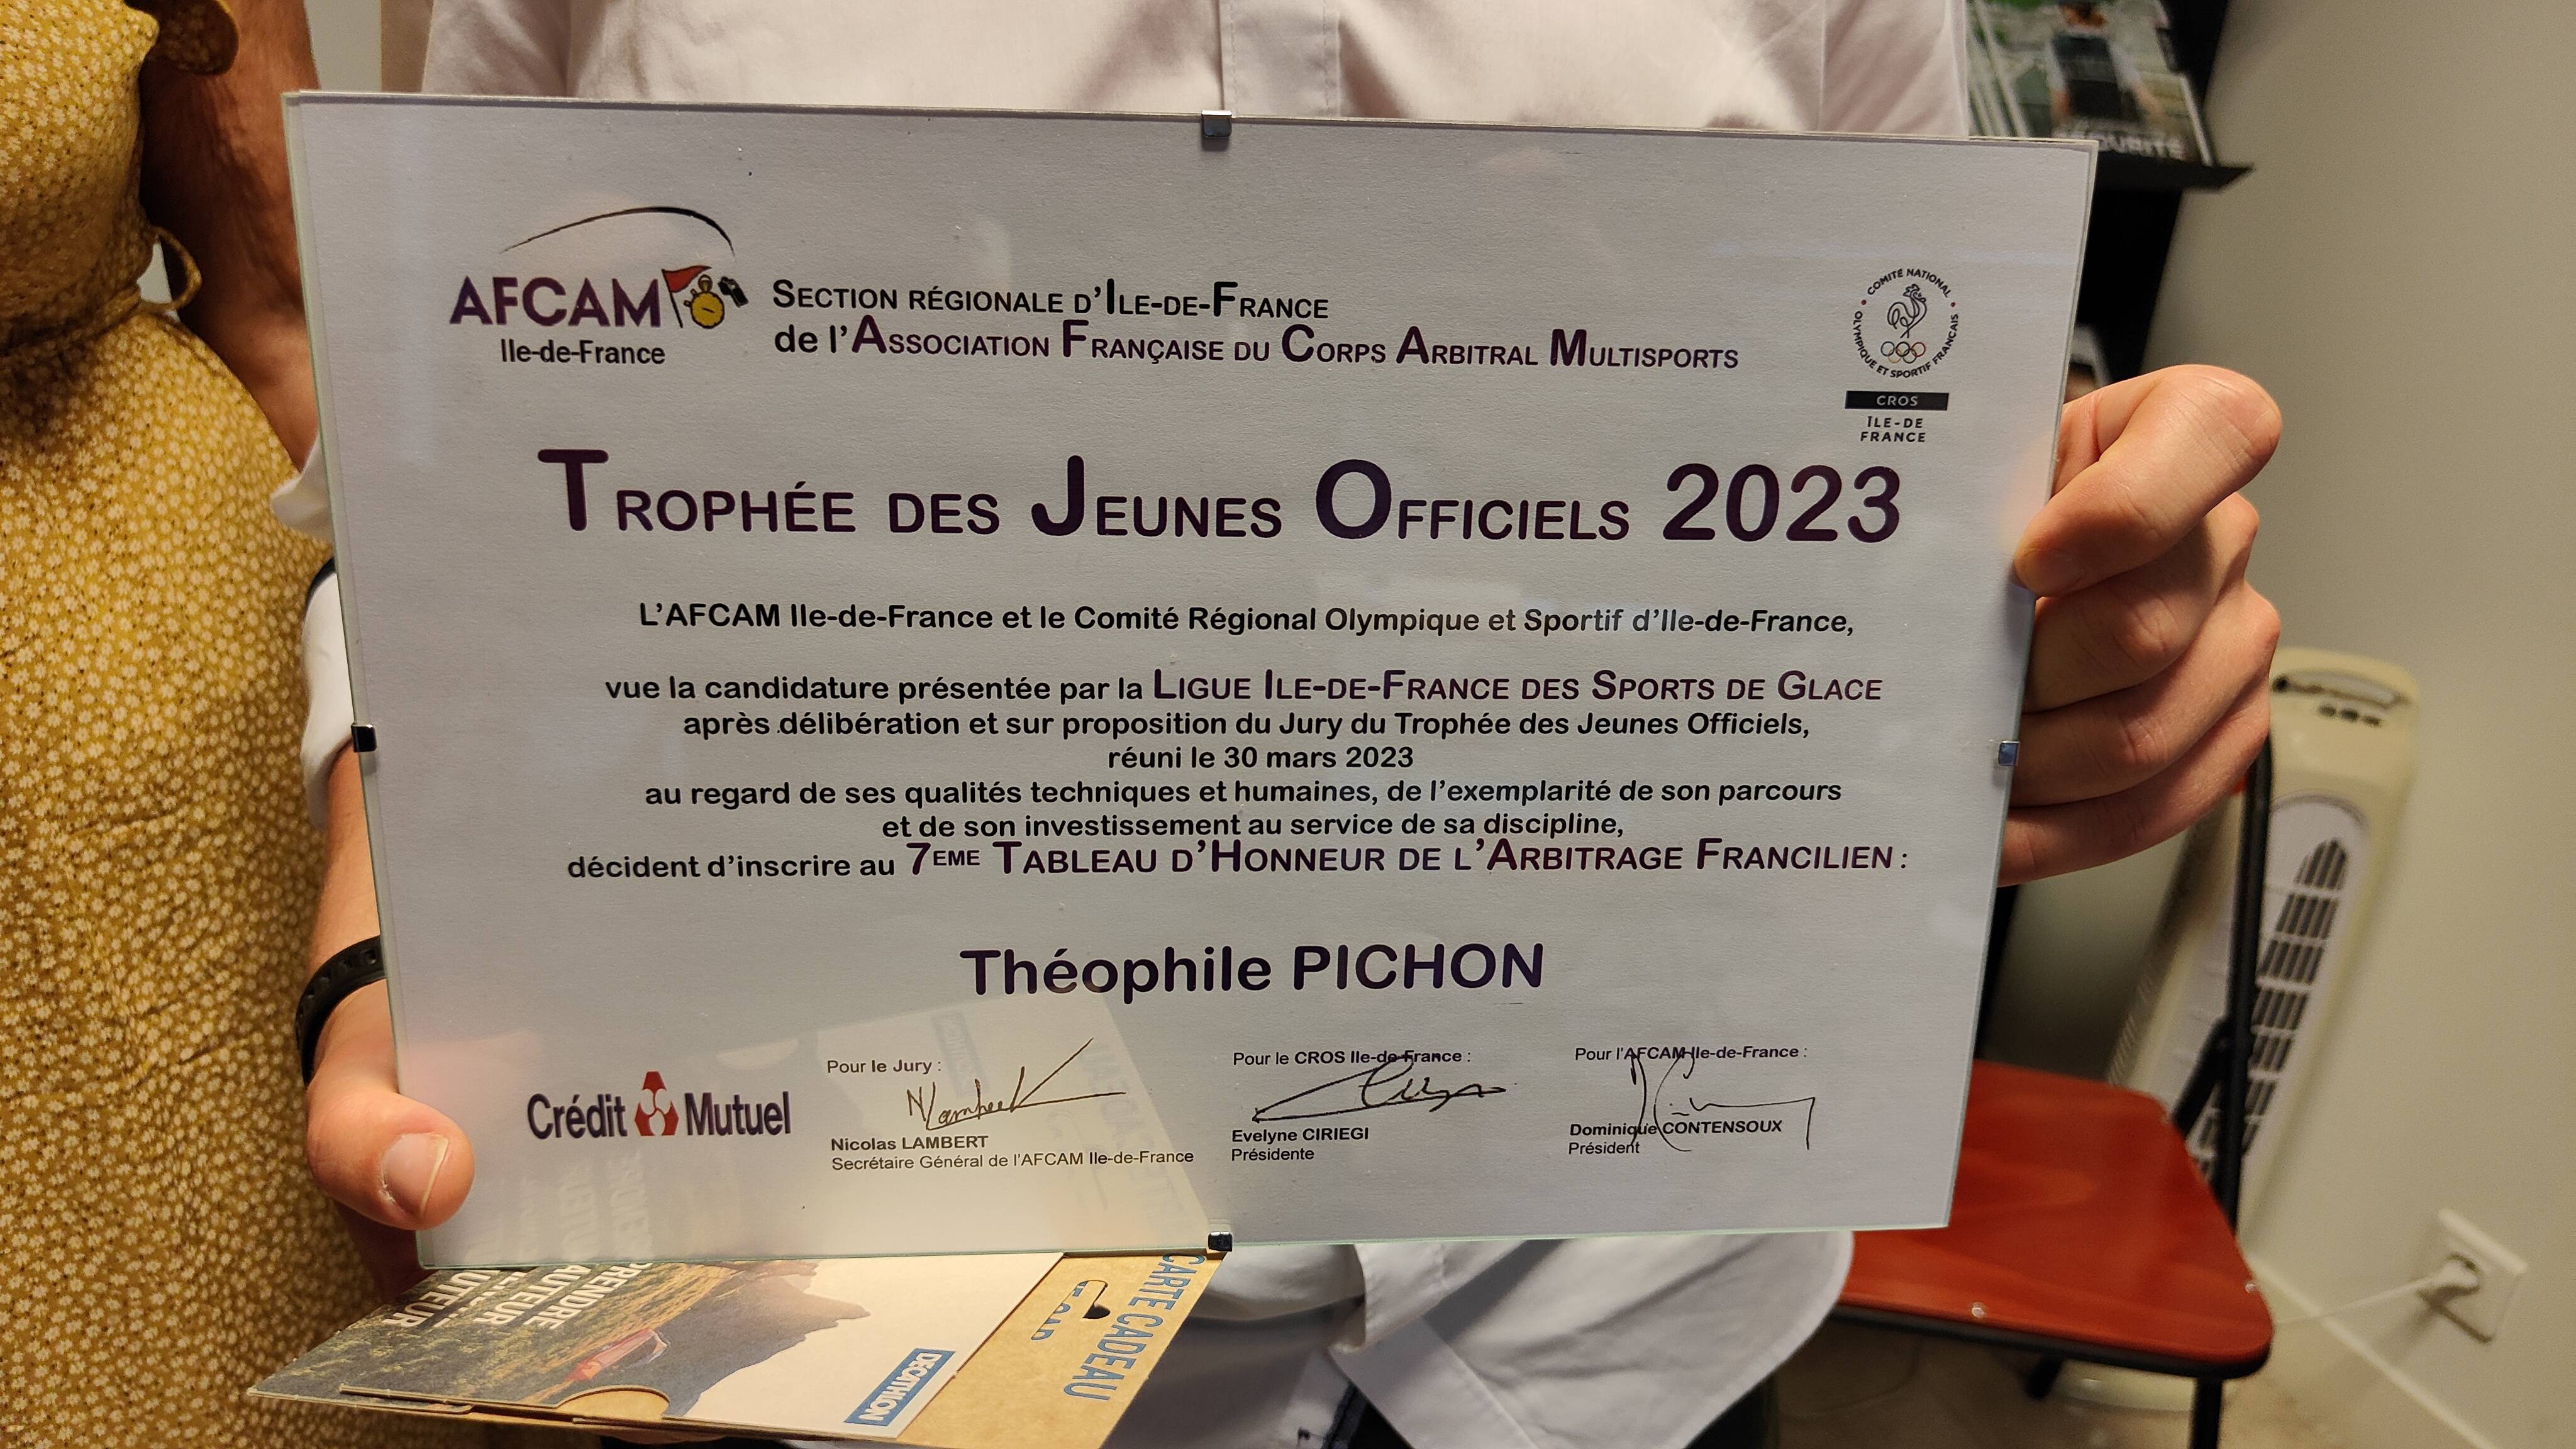 AFCAM
Ile-de-France
SECTION RÉGIONALE D'ILE-DE-FRANCE
de l'ASSOCIATION FRANÇAISE DU CORPS ARBITRAL MULTISPORTS
COMITÉ NATIONAL
OLYMPIQUE ET SPORTIF FRANÇAIS
CROS
ÎLE-DE
FRANCE
TROPHÉE DES JEUNES OFFICIELS 2023
L'AFCAM Ile-de-France et le Comité Régional Olympique et Sportif d'Ile-de-France,
vue la candidature présentée par la LIGUE ILE-DE-FRANCE DES SPORTS DE GLACE
après délibération et sur proposition du Jury du Trophée des Jeunes Officiels,
réuni le 30 mars 2023
au regard de ses qualités techniques et humaines, de l'exemplarité de son parcours
et de son investissement au service de sa discipline,
décident d'inscrire au 7EME TABLEAU D'HONNEUR DE L'ARBITRAGE FRANCILIEN :
Théophile PICHON
Crédit Mutuel
Pour le Jury :
Nicolas LAMBERT
Secrétaire Général de l'AFCAM Ile-de-France
Pour le CROS Ile-de-France :
Evelyne CIRIEGI
Présidente
Pour l'AFCAM Ile-de-France :
Dominique CONTENSOUX
Président
CARTE CADEAU
DECATHLON